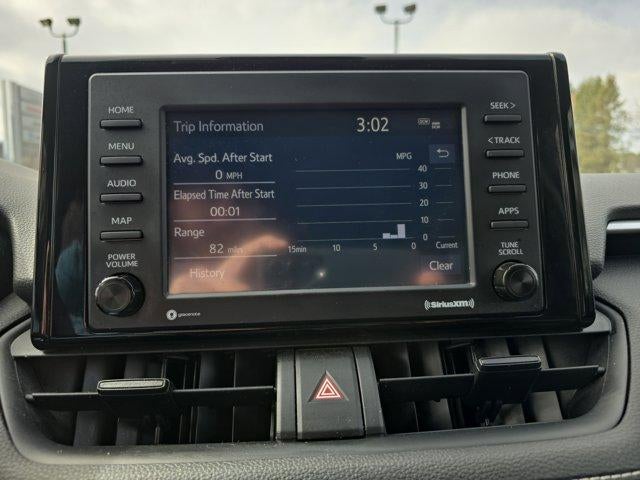 HOME
MENU
AUDIO
MAP
POWER
VOLUME
Trip Information
3:02
DCM
Avg. Spd. After Start
0 MPH
Elapsed Time After Start
00:01
Range
82 miles
History
MPG
40
30
20
10
0
15min 10 5 0 Current
Clear
SEEK >
< TRACK
PHONE
APPS
TUNE
SCROLL
gracenote
SiriusXM